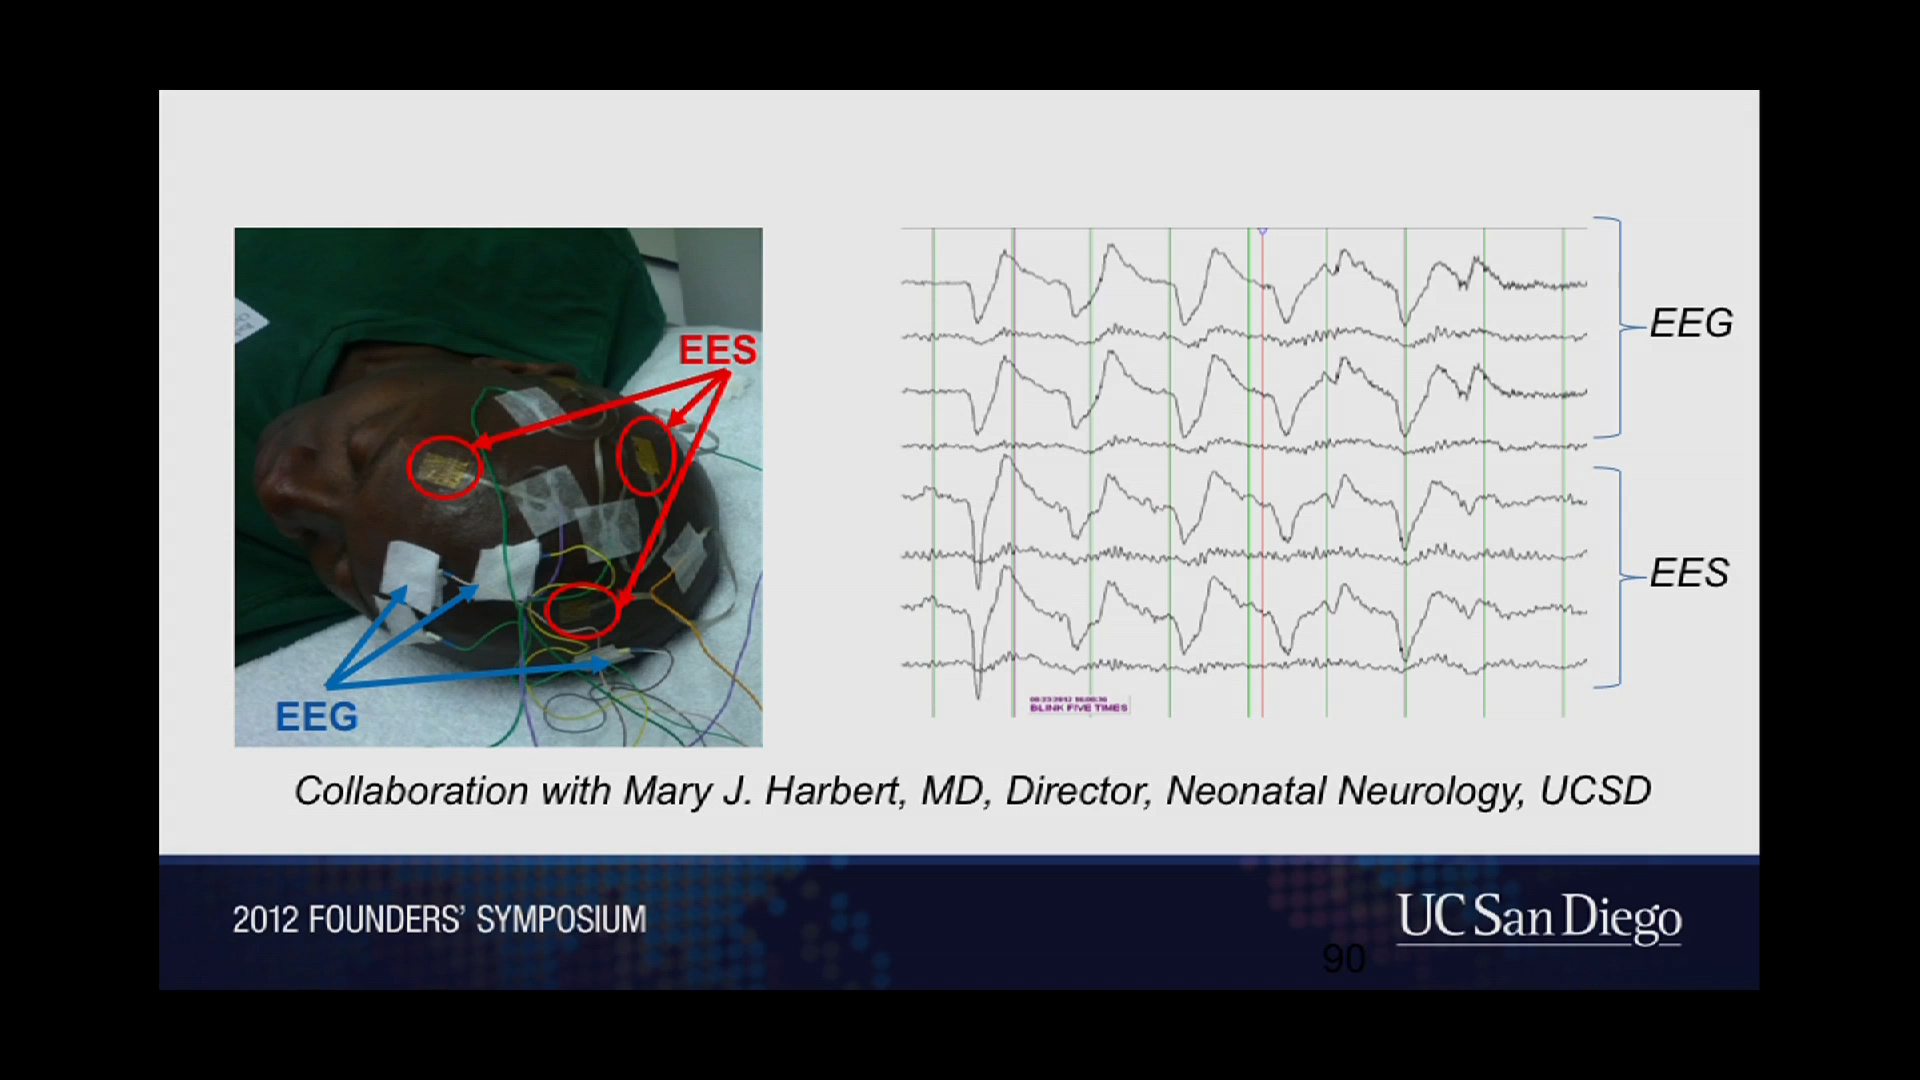 EES
EEG
EEG
EES
BLINK FIVE TIMES
Collaboration with Mary J. Harbert, MD, Director, Neonatal Neurology, UCSD
2012 FOUNDERS' SYMPOSIUM
UC San Diego
90